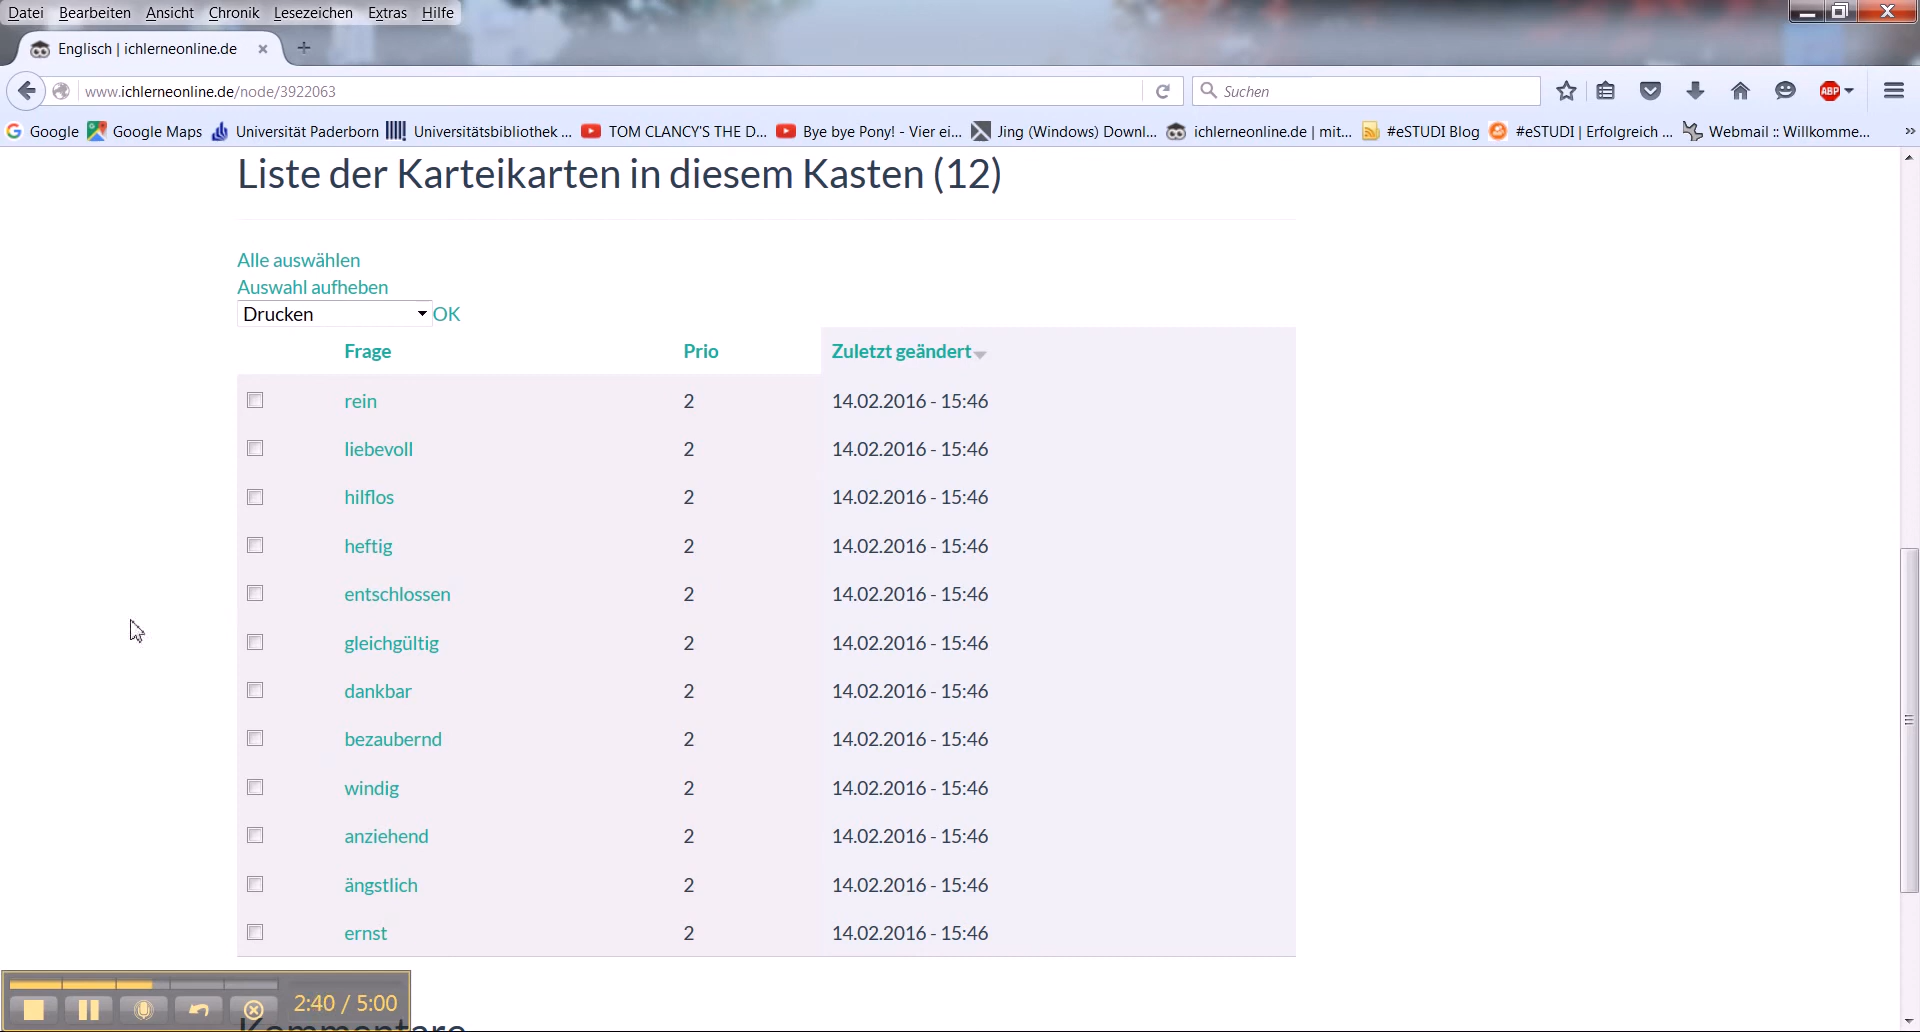 Datei Bearbeiten Ansicht Chronik Lesezeichen Extras Hilfe
Englisch | ichlerneonline.de
www.ichlerneonline.de/node/3922063 Suchen ABP
Google Google Maps Universität Paderborn Universitätsbibliothek ... TOM CLANCY'S THE D... Bye bye Pony! - Vier ei... Jing (Windows) Downl... ichlerneonline.de | mit... #eSTUDI Blog #eSTUDI | Erfolgreich ... Webmail :: Willkomme...
Liste der Karteikarten in diesem Kasten (12)
Alle auswählen
Auswahl aufheben
Drucken OK
Frage Prio Zuletzt geändert
rein 2 14.02.2016 - 15:46
liebevoll 2 14.02.2016 - 15:46
hilflos 2 14.02.2016 - 15:46
heftig 2 14.02.2016 - 15:46
entschlossen 2 14.02.2016 - 15:46
gleichgültig 2 14.02.2016 - 15:46
dankbar 2 14.02.2016 - 15:46
bezaubernd 2 14.02.2016 - 15:46
windig 2 14.02.2016 - 15:46
anziehend 2 14.02.2016 - 15:46
ängstlich 2 14.02.2016 - 15:46
ernst 2 14.02.2016 - 15:46
2:40 / 5:00
Kommentare